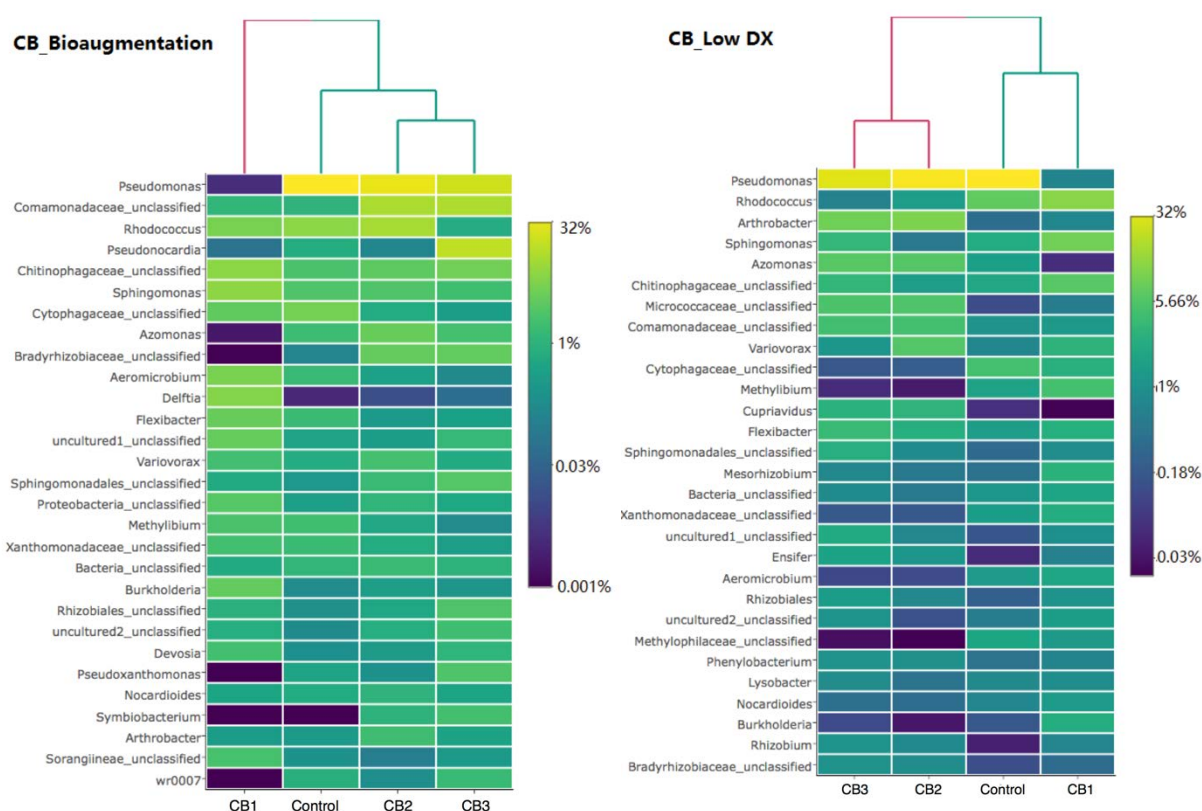 CB_Bioaugmentation
Pseudomonas
Comamonadaceae_unclassified
Rhodococcus
Pseudonocardia
Chitinophagaceae_unclassified
Sphingomonas
Cytophagaceae_unclassified
Azomonas
Bradyrhizobiaceae_unclassified
Aeromicrobium
Delftia
Flexibacter
uncultured1_unclassified
Variovorax
Sphingomonadales_unclassified
Proteobacteria_unclassified
Methylibium
Xanthomonadaceae_unclassified
Bacteria_unclassified
Burkholderia
Rhizobiales_unclassified
uncultured2_unclassified
Devosia
Pseudoxanthomonas
Nocardioides
Symbiobacterium
Arthrobacter
Sorangiineae_unclassified
wr0007
CB1 Control CB2 CB3
32%
1%
0.03%
0.001%
CB_Low DX
Pseudomonas
Rhodococcus
Arthrobacter
Sphingomonas
Azomonas
Chitinophagaceae_unclassified
Micrococcaceae_unclassified
Comamonadaceae_unclassified
Variovorax
Cytophagaceae_unclassified
Methylibium
Cupriavidus
Flexibacter
Sphingomonadales_unclassified
Mesorhizobium
Bacteria_unclassified
Xanthomonadaceae_unclassified
uncultured1_unclassified
Ensifer
Aeromicrobium
Rhizobiales
uncultured2_unclassified
Methylophilaceae_unclassified
Phenylobacterium
Lysobacter
Nocardioides
Burkholderia
Rhizobium
Bradyrhizobiaceae_unclassified
CB3 CB2 Control CB1
32%
5.66%
1%
0.18%
0.03%